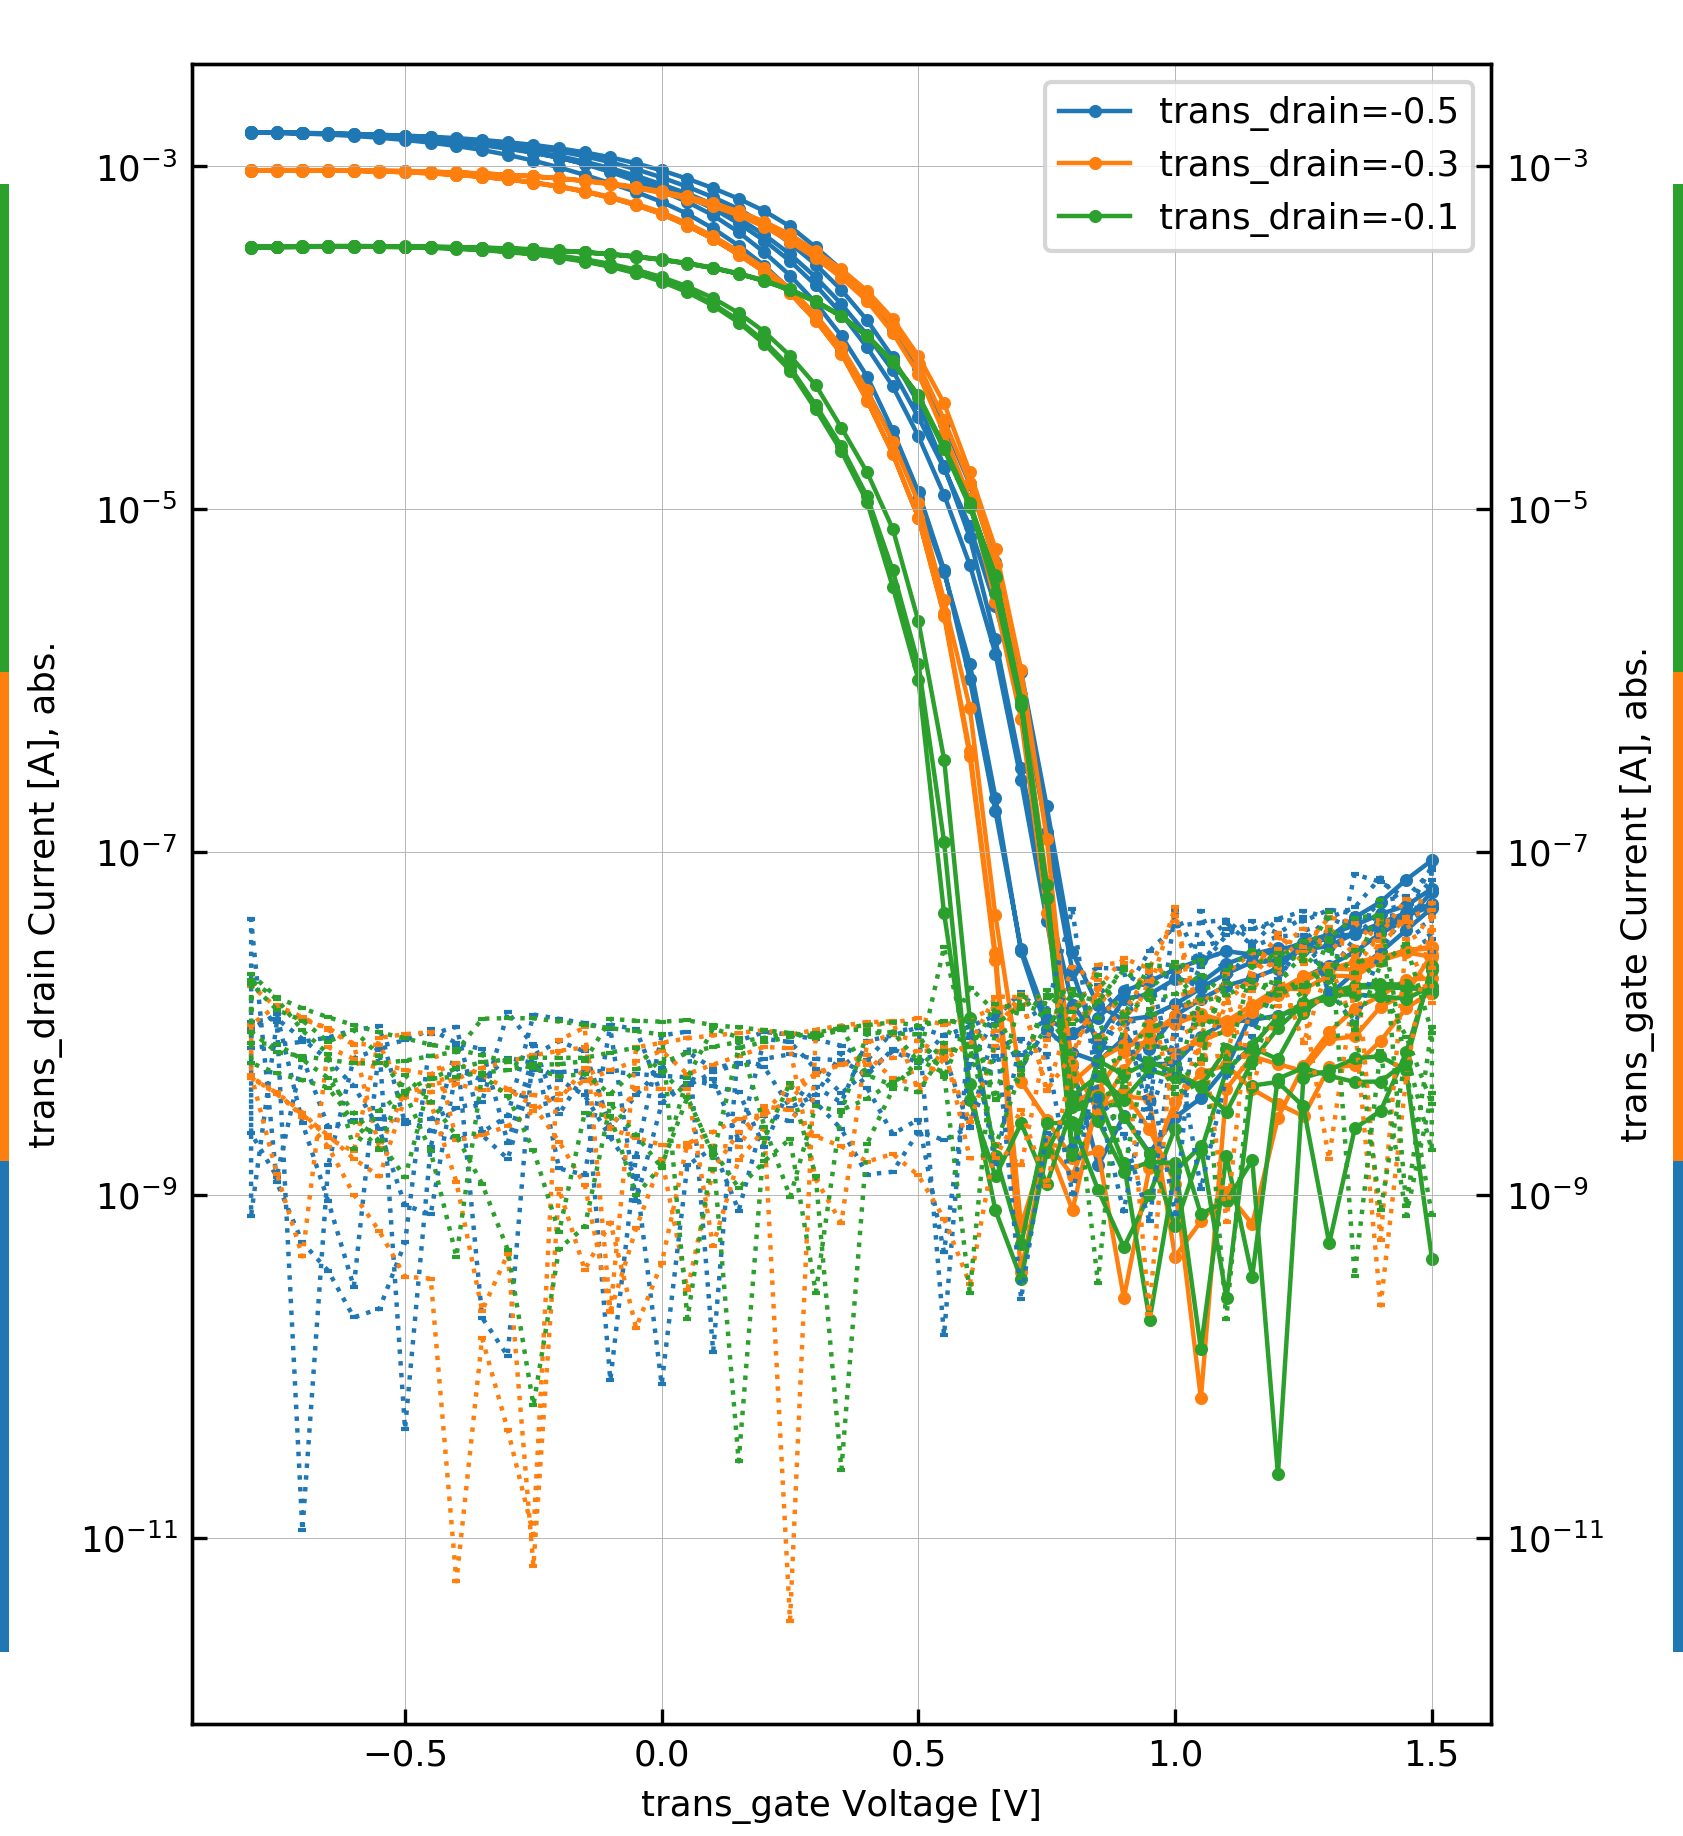 trans_drain=-0.5
trans_drain=-0.3
trans_drain=-0.1
10⁻³
10⁻⁵
10⁻⁷
10⁻⁹
10⁻¹¹
10⁻³
10⁻⁵
10⁻⁷
10⁻⁹
10⁻¹¹
trans_drain Current [A], abs.
trans_gate Current [A], abs.
−0.5
0.0
0.5
1.0
1.5
trans_gate Voltage [V]